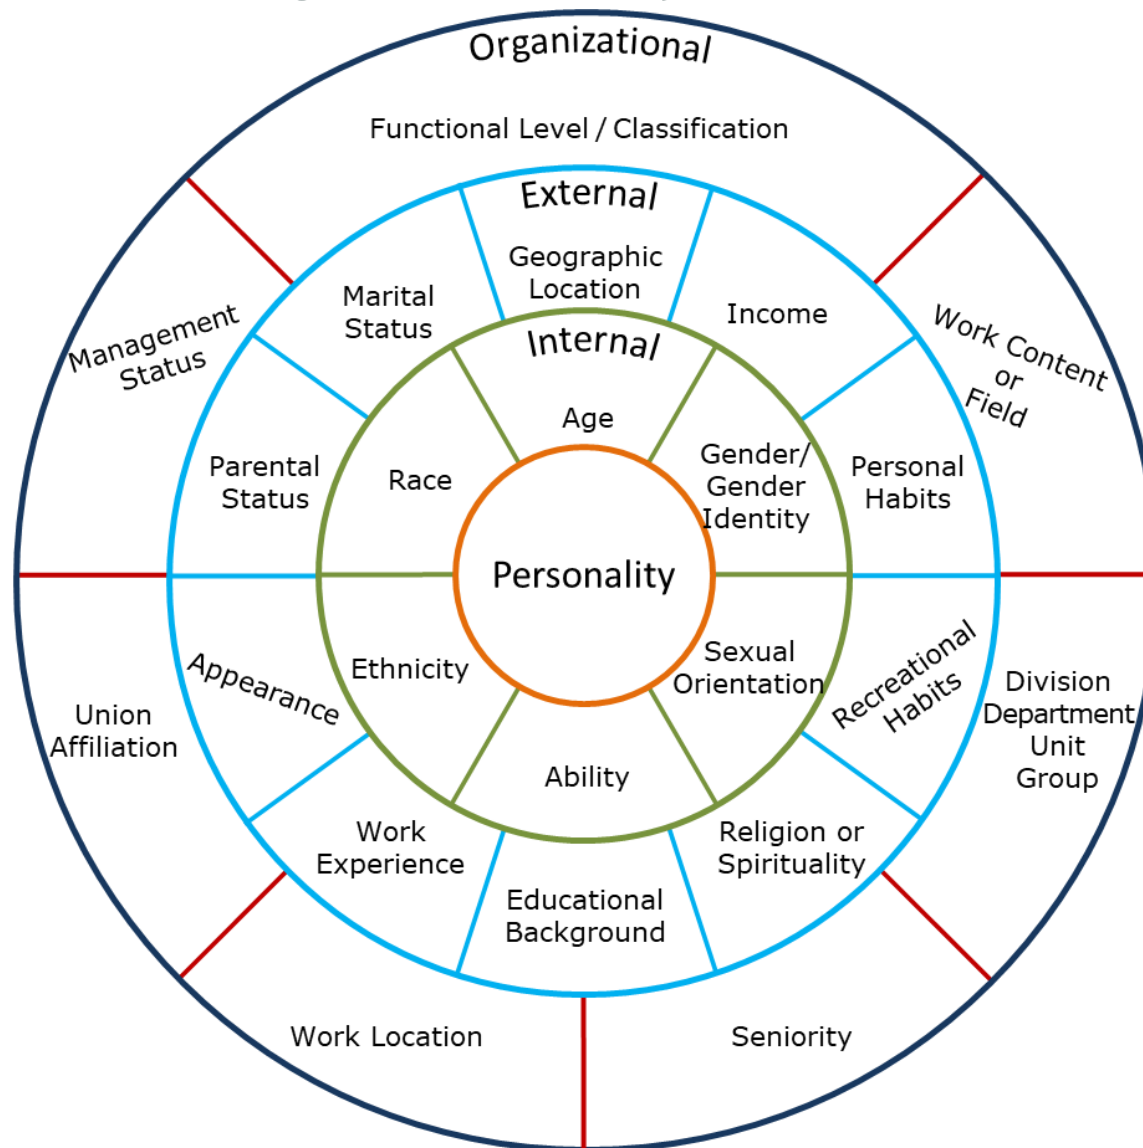 Organizational
Functional Level / Classification
External
Geographic
Location
Marital
Status
Income
Management
Status
Work Content
or
Field
Internal
Age
Parental
Status
Race
Gender/
Gender
Identity
Personal
Habits
Personality
Union
Affiliation
Appearance
Ethnicity
Sexual
Orientation
Recreational
Habits
Division
Department
Unit
Group
Ability
Work
Experience
Educational
Background
Religion or
Spirituality
Work Location
Seniority